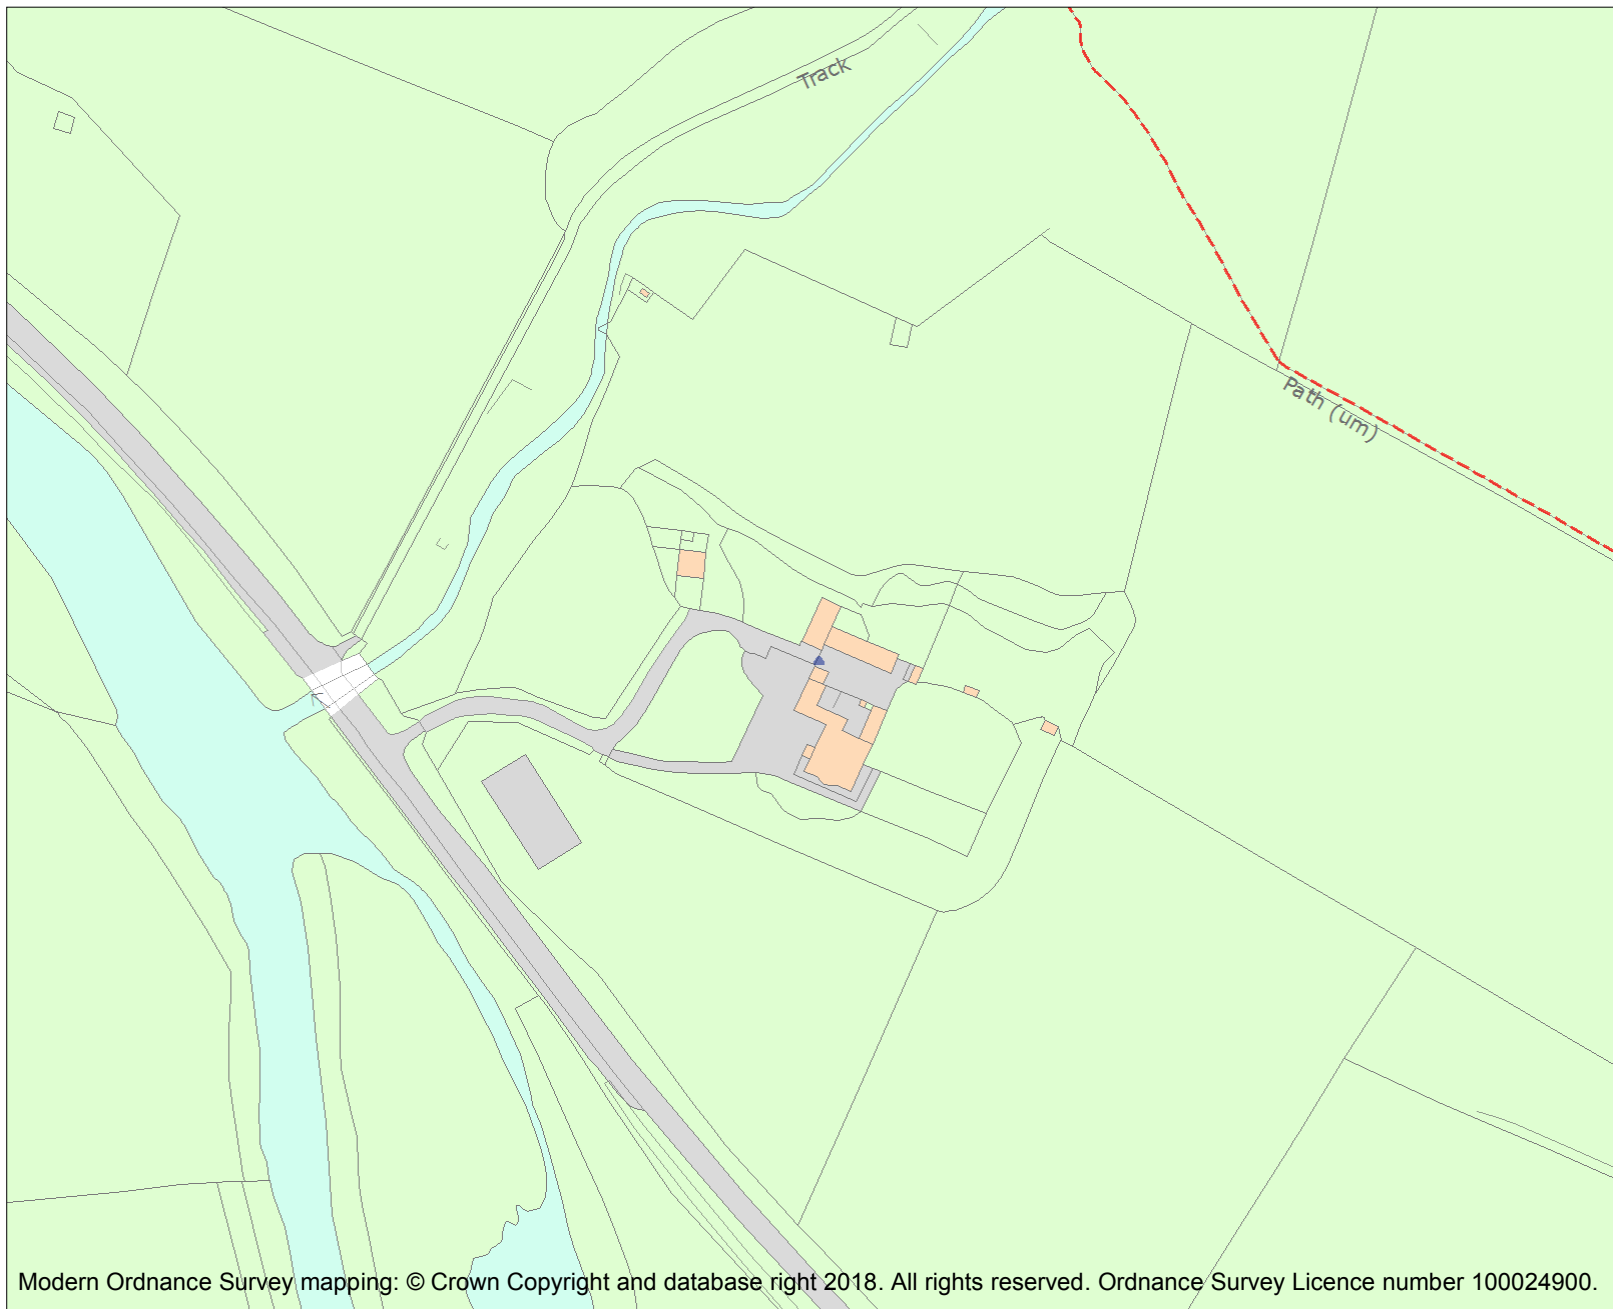 Track
Path (um)
Modern Ordnance Survey mapping: © Crown Copyright and database right 2018. All rights reserved. Ordnance Survey Licence number 100024900.